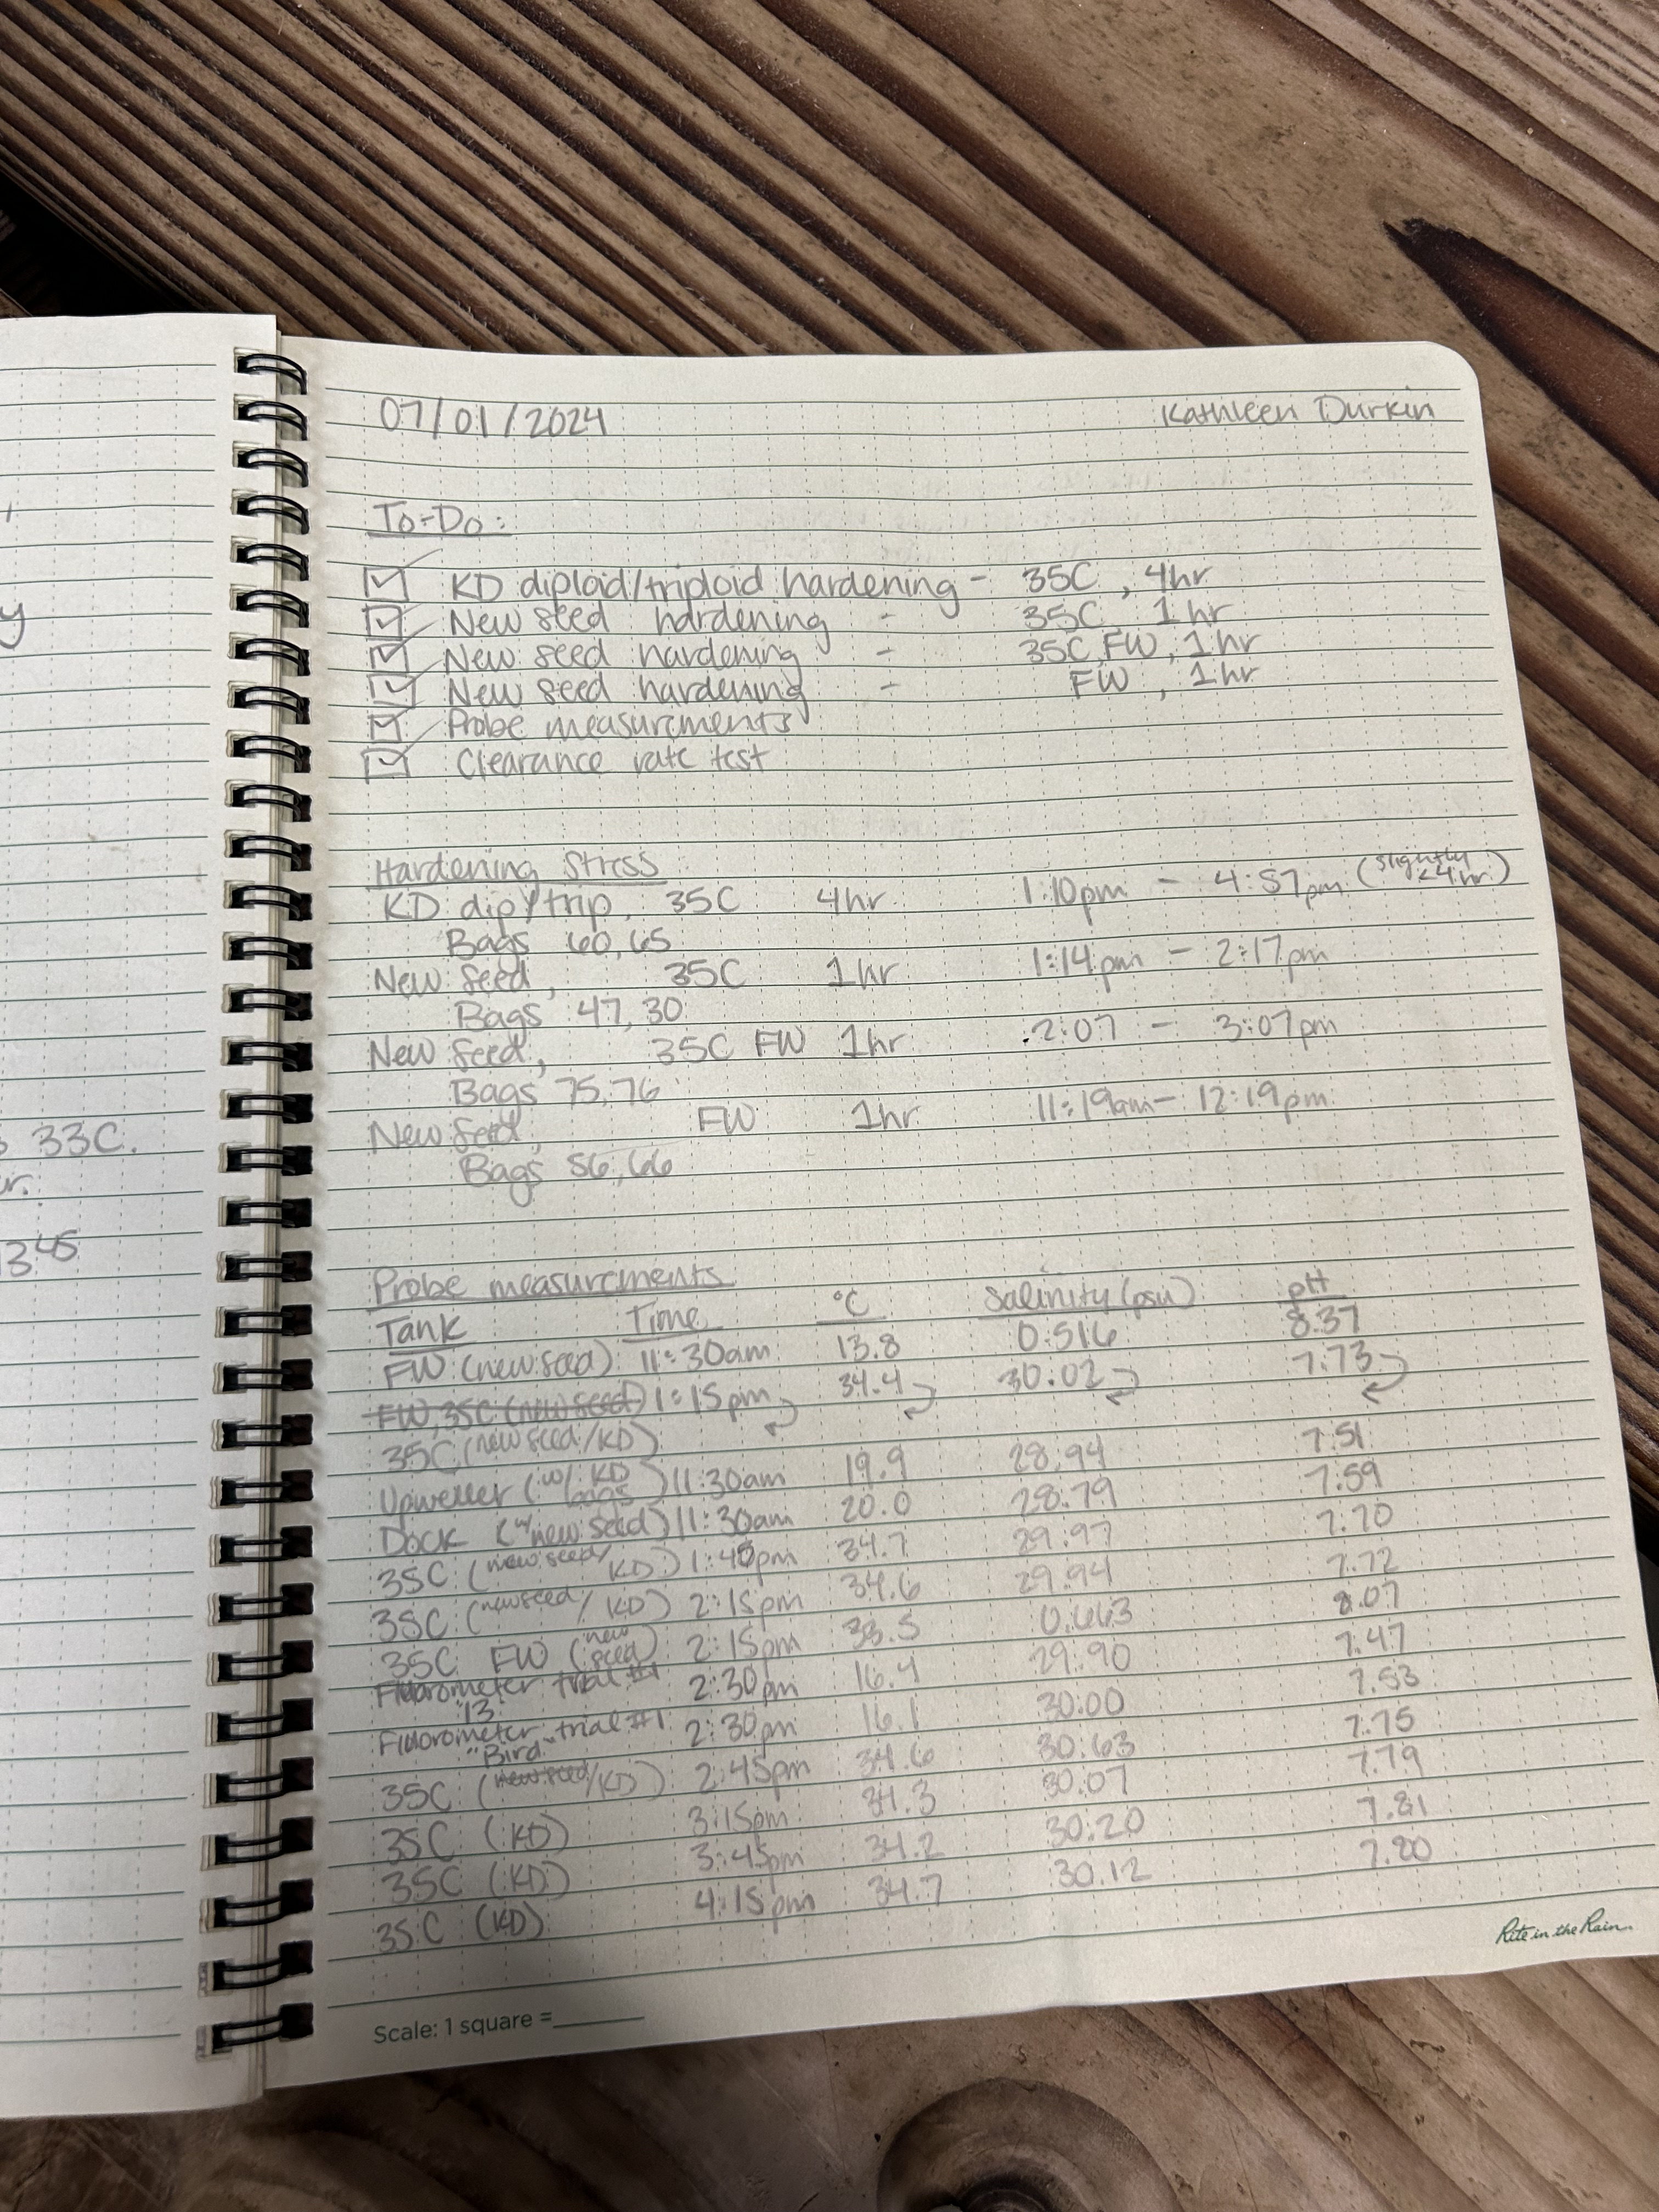 07/01/2024 Kathleen Durkin
To-Do:
KD diploid/triploid hardening - 35C, 4hr
New seed hardening - 35C, 1hr
New seed hardening - 35C, FW, 1hr
New seed hardening - FW, 1hr
Probe measurements
Clearance rate test
Hardening Stress
KD dip/trip, 35C 4hr 1:10pm - 4:57pm (slightly <4hr)
Bags 60, 65
New seed, 35C 1hr 1:14pm - 2:17pm
Bags 47, 30
New seed, 35C FW 1hr 2:07 - 3:07pm
Bags 75, 76
New seed, FW 1hr 11:19am - 12:19pm
Bags 56, 66
Probe measurements
Tank Time °C Salinity (psu) pH
FW (new seed) 11:30am 13.8 0.516 8.37
FW, 35C (new seed) 1:15pm 34.4 30.02 7.73
35C (new seed/KD)
Upweller (w/ KD bags) 11:30am 19.9 28.94 7.51
Dock (w/ new seed) 11:30am 20.0 28.79 7.59
35C (new seed/KD) 1:45pm 34.7 29.97 7.70
35C (new seed/KD) 2:15pm 34.6 29.94 7.72
35C FW (new seed) 2:15pm 33.5 0.663 8.07
Fluorometer trial #1 2:30pm 16.4 29.90 7.47
"13"
Fluorometer trial #1 2:30pm 16.1 30.00 7.53
"Bird"
35C (new seed/KD) 2:45pm 34.6 30.63 7.75
35C (KD) 3:15pm 34.3 30.07 7.79
35C (KD) 3:45pm 34.2 30.20 7.81
35C (KD) 4:15pm 34.7 30.12 7.80
Rite in the Rain
Scale: 1 square =
y
33C.
r.
1345